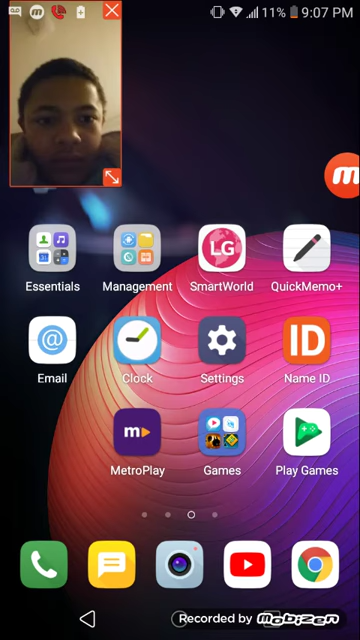 11% 9:07 PM
LG
Essentials Management SmartWorld QuickMemo+
ID
Email Clock Settings Name ID
m
MetroPlay Games Play Games
Recorded by Mobizen